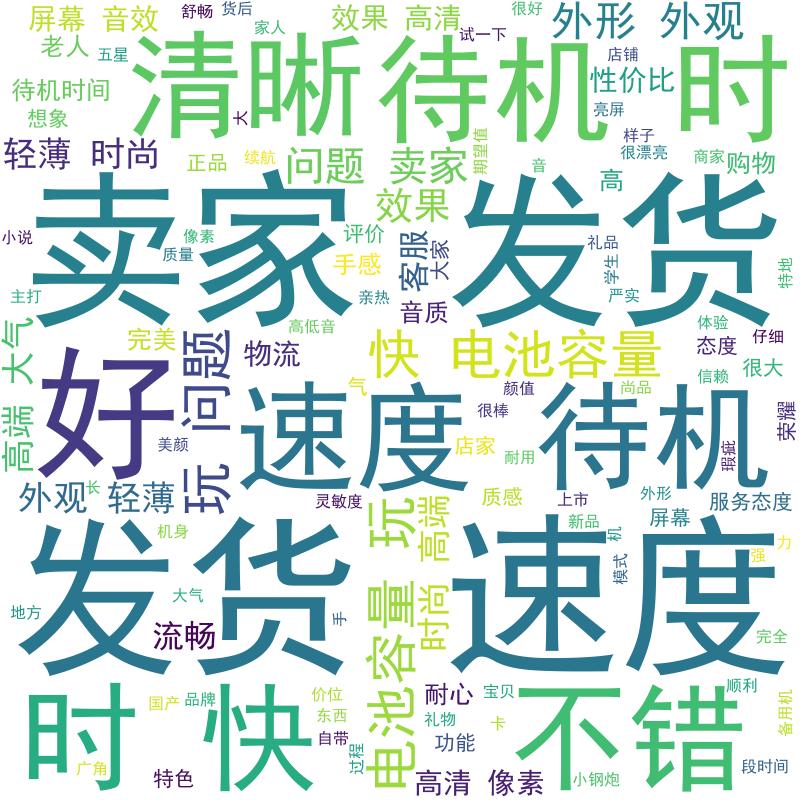 屏幕 音效
舒畅
货后
家人
效果 高清
很好
试一下
外形 外观
老人
五星
待机时间
想象
清晰
大
待机
时
店铺
性价比
亮屏
样子
很漂亮
商家
购物
轻薄 时尚
正品
续航
问题 卖家
期望值
音
高
效果
卖家
发货
小说
像素
质量
评价
手感
亲热
客服
大家
礼品
学生
严实
特地
主打
音质
高低音
大气
完美
问题
物流
快 电池容量
体验
态度
仔细
信赖
很大
好
速度
气
颜值
很棒
尚品
待机
荣耀
高端
美颜
店家
耐用
瑕疵
外观
长
轻薄
玩
灵敏度
玩
高端
质感
上市
外形
服务态度
新品
屏幕
机身
机
模式
强
力
发货
速度
大气
地方
手
流畅
电池容量
时尚
完全
时
快
国产
品牌
价位
东西
自带
过程
耐心
宝贝
礼物
卡
功能
不错
顺利
备用机
广角
特色
高清 像素
小钢炮
段时间